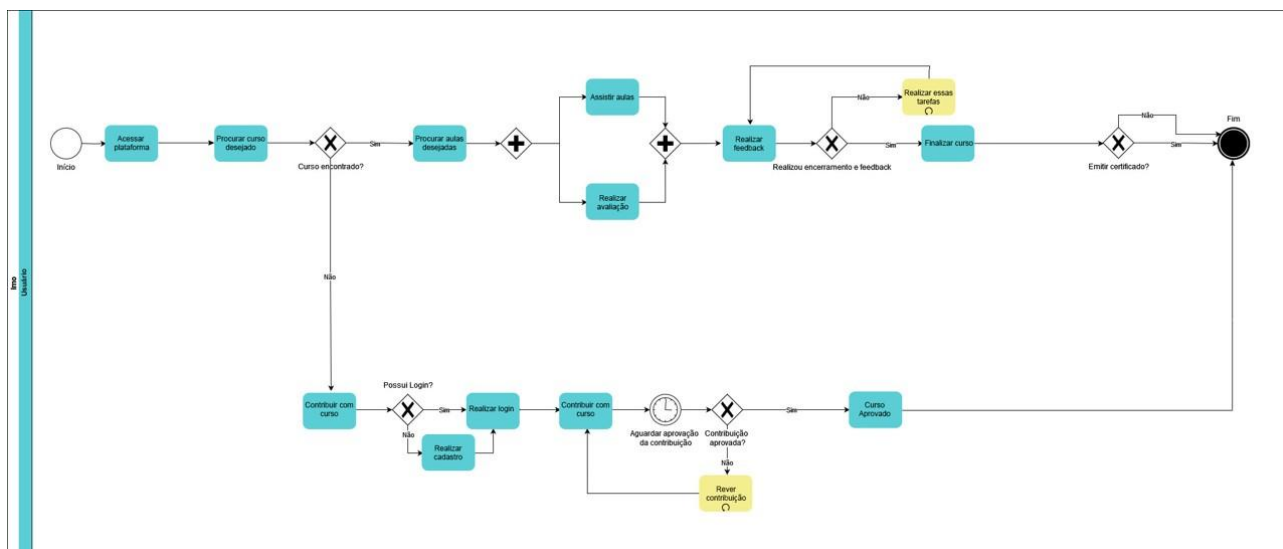 Imo
Usuário
Início
Acessar
plataforma
Procurar curso
desejado
Curso encontrado?
Sim
Procurar aulas
desejadas
Assistir aulas
Realizar
avaliação
Realizar
feedback
Realizou encerramento e feedback
Não
Realizar essas
tarefas
Sim
Finalizar curso
Emitir certificado?
Não
Sim
Fim
Não
Contribuir com
curso
Possui Login?
Sim
Não
Realizar login
Realizar
cadastro
Contribuir com
curso
Aguardar aprovação
da contribuição
Contribuição
aprovada?
Sim
Não
Rever
contribuição
Curso
Aprovado